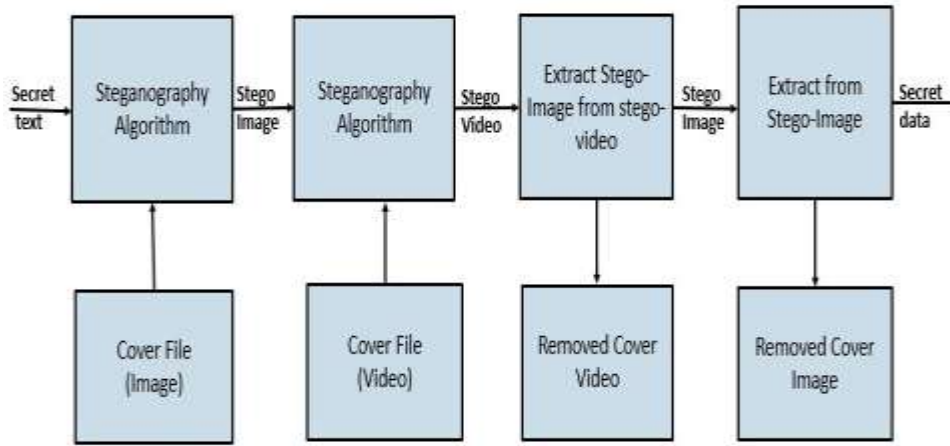 Secret
text
Steganography
Algorithm
Stego
Image
Steganography
Algorithm
Stego
Video
Extract Stego-
Image from stego-
video
Stego
Image
Extract from
Stego-Image
Secret
data
Cover File
(Image)
Cover File
(Video)
Removed Cover
Video
Removed Cover
Image